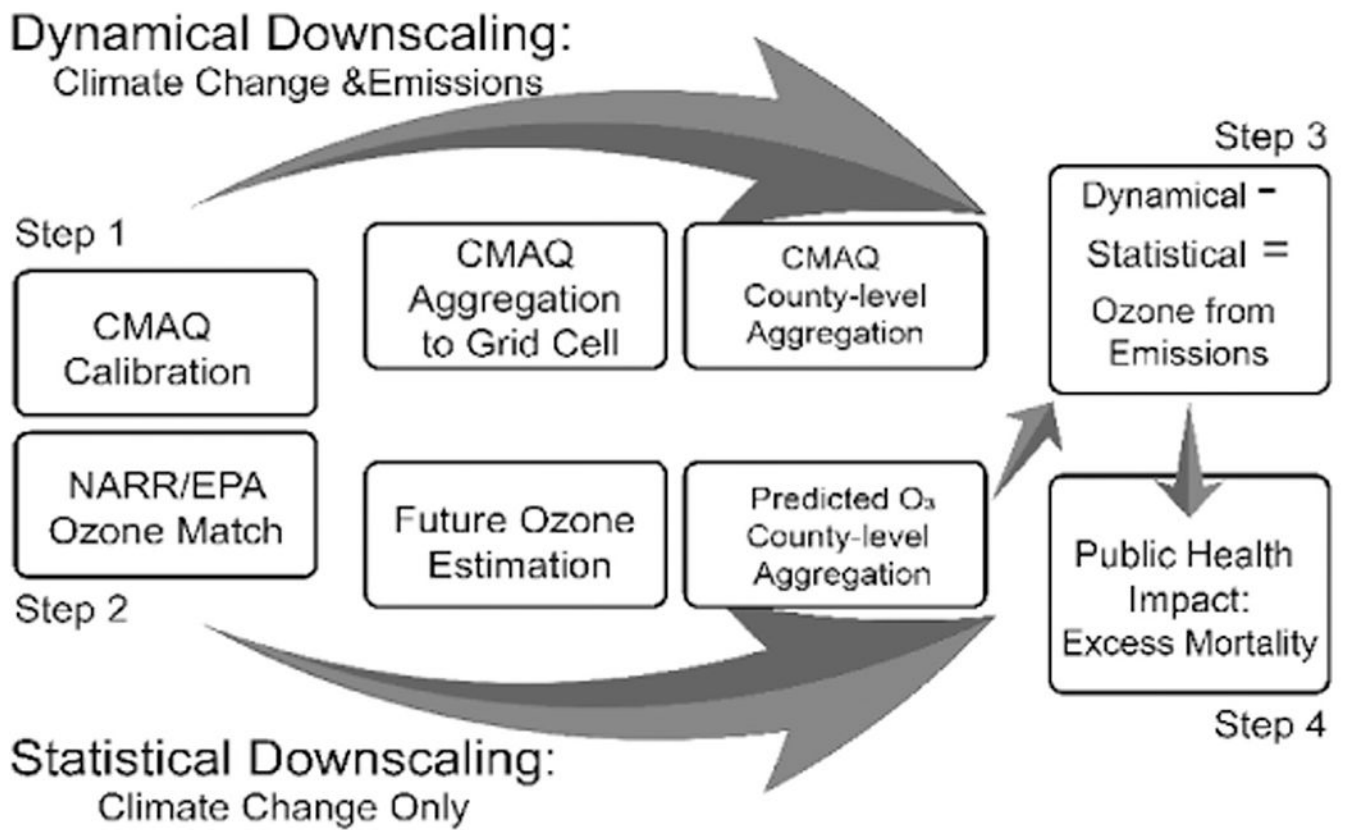 Dynamical Downscaling:
Climate Change &Emissions
Step 1
CMAQ
Calibration
CMAQ
Aggregation
to Grid Cell
CMAQ
County-level
Aggregation
Step 3
Dynamical -
Statistical =
Ozone from
Emissions
NARR/EPA
Ozone Match
Step 2
Future Ozone
Estimation
Predicted O₃
County-level
Aggregation
Public Health
Impact:
Excess Mortality
Step 4
Statistical Downscaling:
Climate Change Only